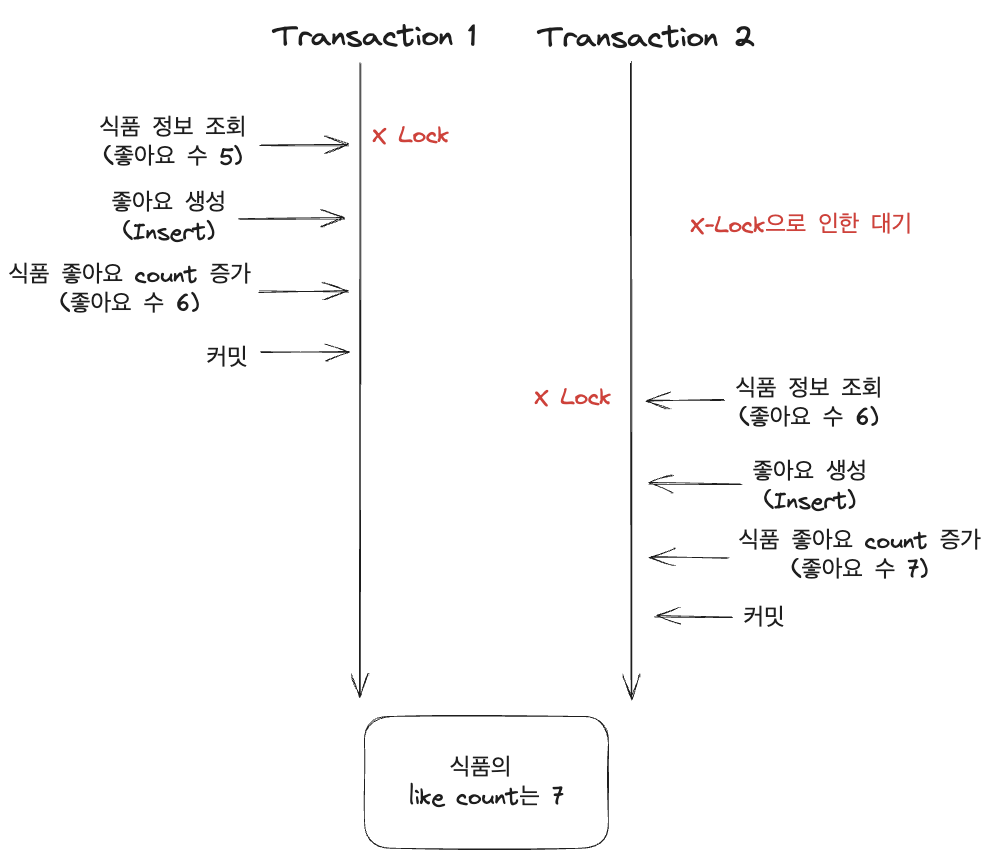 Transaction 1
Transaction 2
식품 정보 조회
(좋아요 수 5)
X Lock
좋아요 생성
(Insert)
X-Lock으로 인한 대기
식품 좋아요 count 증가
(좋아요 수 6)
커밋
X Lock
식품 정보 조회
(좋아요 수 6)
좋아요 생성
(Insert)
식품 좋아요 count 증가
(좋아요 수 7)
커밋
식품의
like count는 7